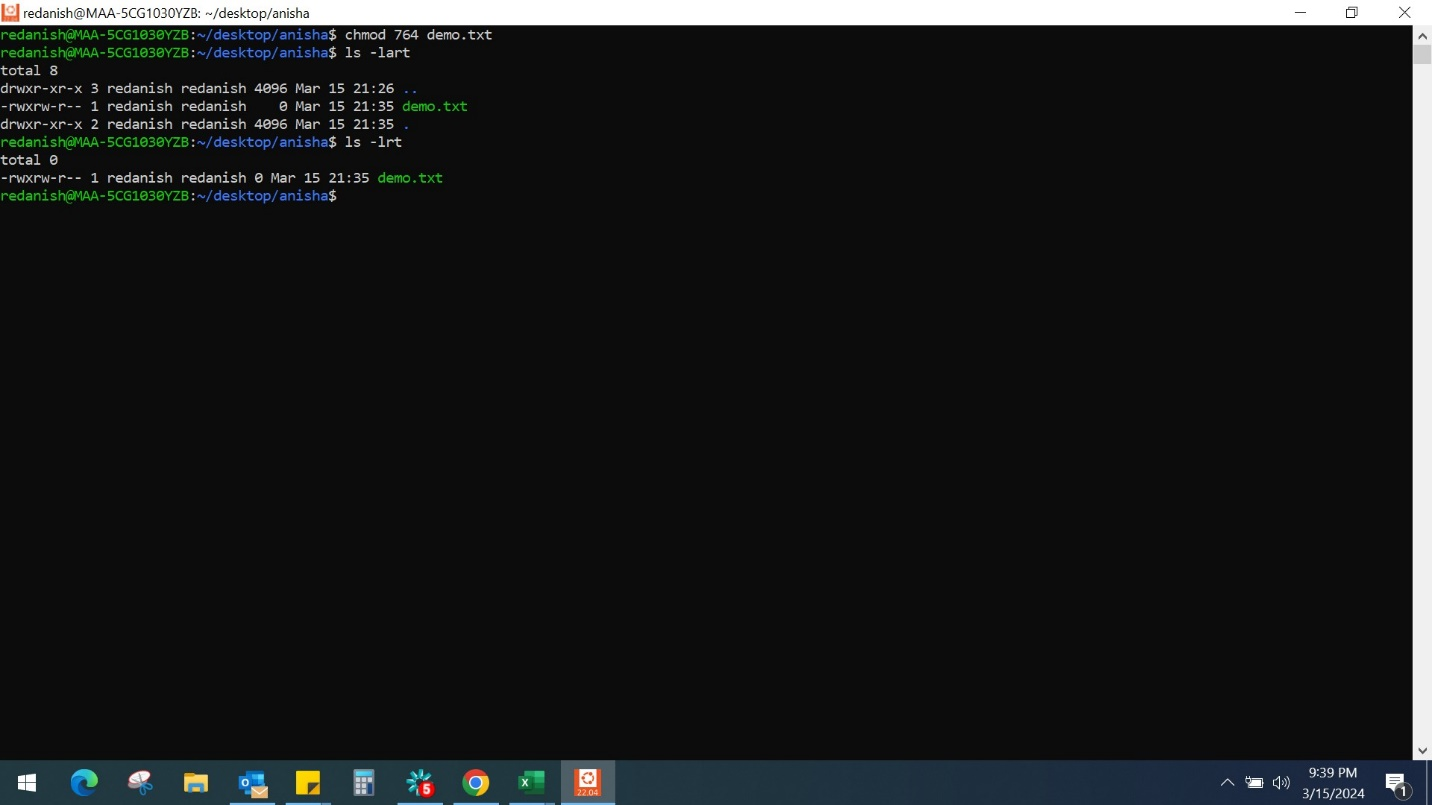 redanish@MAA-5CG1030YZB: ~/desktop/anisha
redanish@MAA-5CG1030YZB:~/desktop/anisha$ chmod 764 demo.txt
redanish@MAA-5CG1030YZB:~/desktop/anisha$ ls -lart
total 8
drwxr-xr-x 3 redanish redanish 4096 Mar 15 21:26 ..
-rwxrw-r-- 1 redanish redanish    0 Mar 15 21:35 demo.txt
drwxr-xr-x 2 redanish redanish 4096 Mar 15 21:35 .
redanish@MAA-5CG1030YZB:~/desktop/anisha$ ls -lrt
total 0
-rwxrw-r-- 1 redanish redanish 0 Mar 15 21:35 demo.txt
redanish@MAA-5CG1030YZB:~/desktop/anisha$
5
22.04
9:39 PM
3/15/2024
1